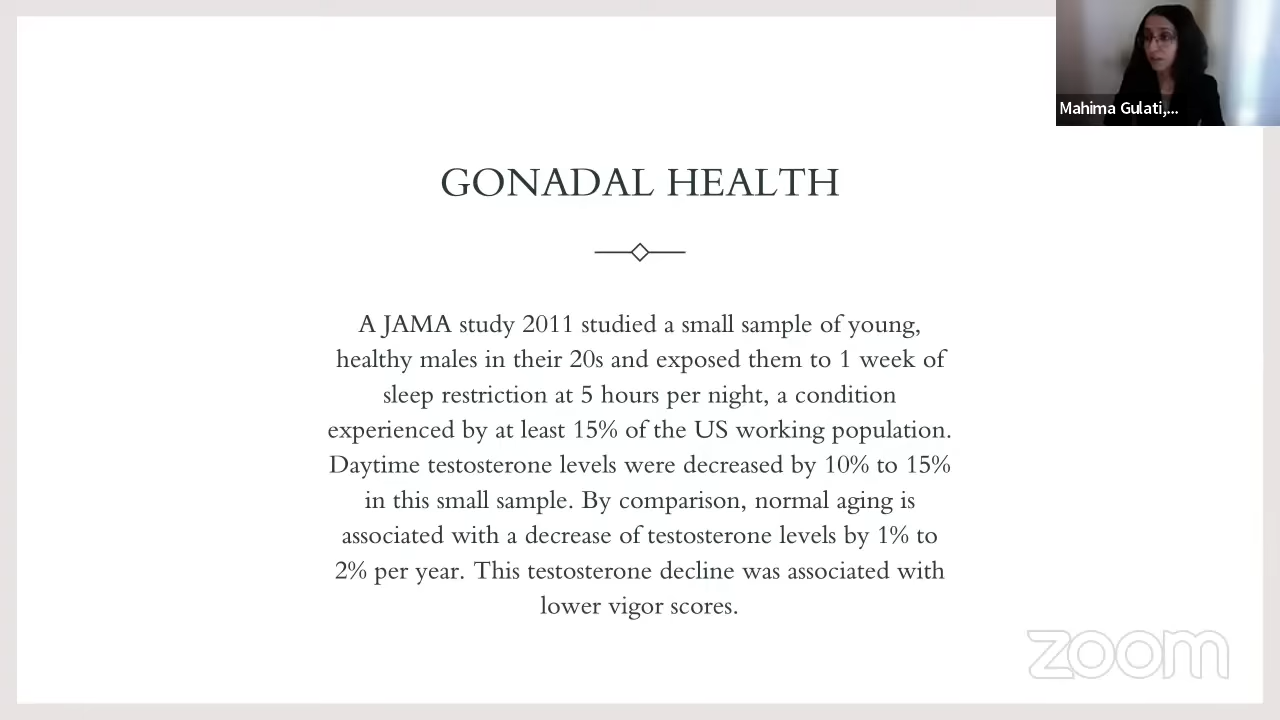 Mahima Gulati,...
GONADAL HEALTH
A JAMA study 2011 studied a small sample of young,
healthy males in their 20s and exposed them to 1 week of
sleep restriction at 5 hours per night, a condition
experienced by at least 15% of the US working population.
Daytime testosterone levels were decreased by 10% to 15%
in this small sample. By comparison, normal aging is
associated with a decrease of testosterone levels by 1% to
2% per year. This testosterone decline was associated with
lower vigor scores.
zoom